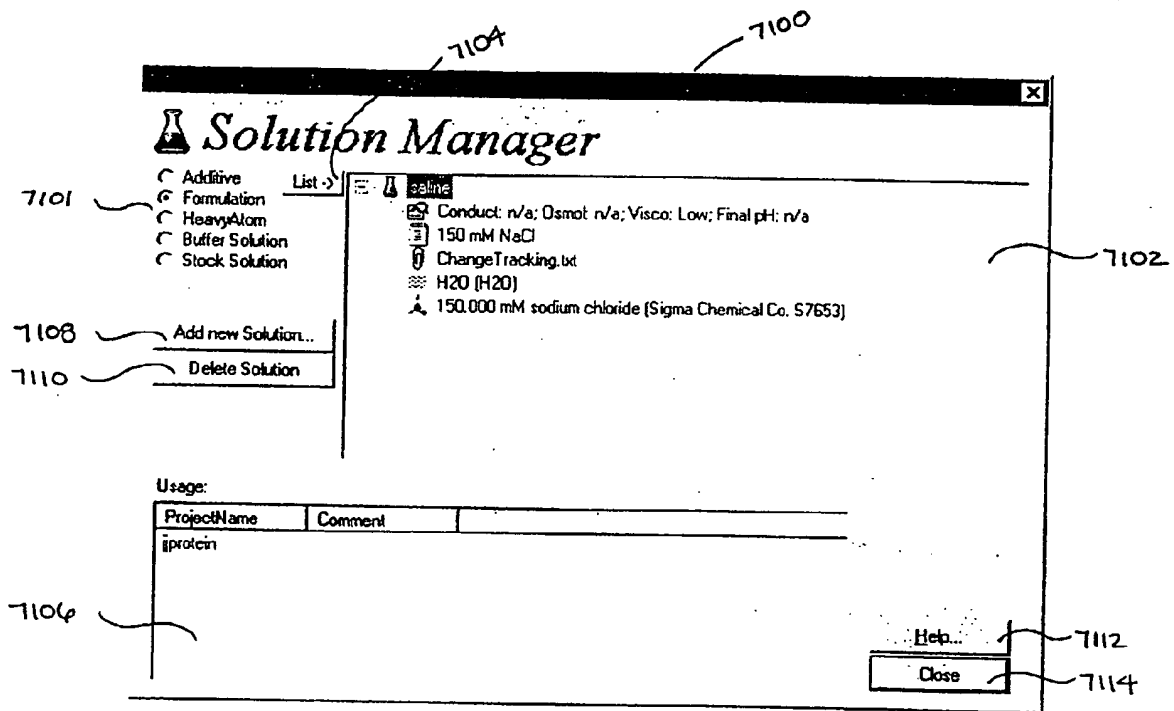 7104
7100
Solution Manager
Additive
List ->
saline
7101
Formulation
HeavyAtom
Buffer Solution
Stock Solution
Conduct: n/a; Osmot n/a; Visco: Low; Final pH: n/a
150 mM NaCl
ChangeTracking.txt
H2O (H2O)
150.000 mM sodium chloride (Sigma Chemical Co. S7653)
7102
7108
Add new Solution...
7110
Delete Solution
Usage:
ProjectName
Comment
jjprotein
7106
Help...
7112
Close
7114